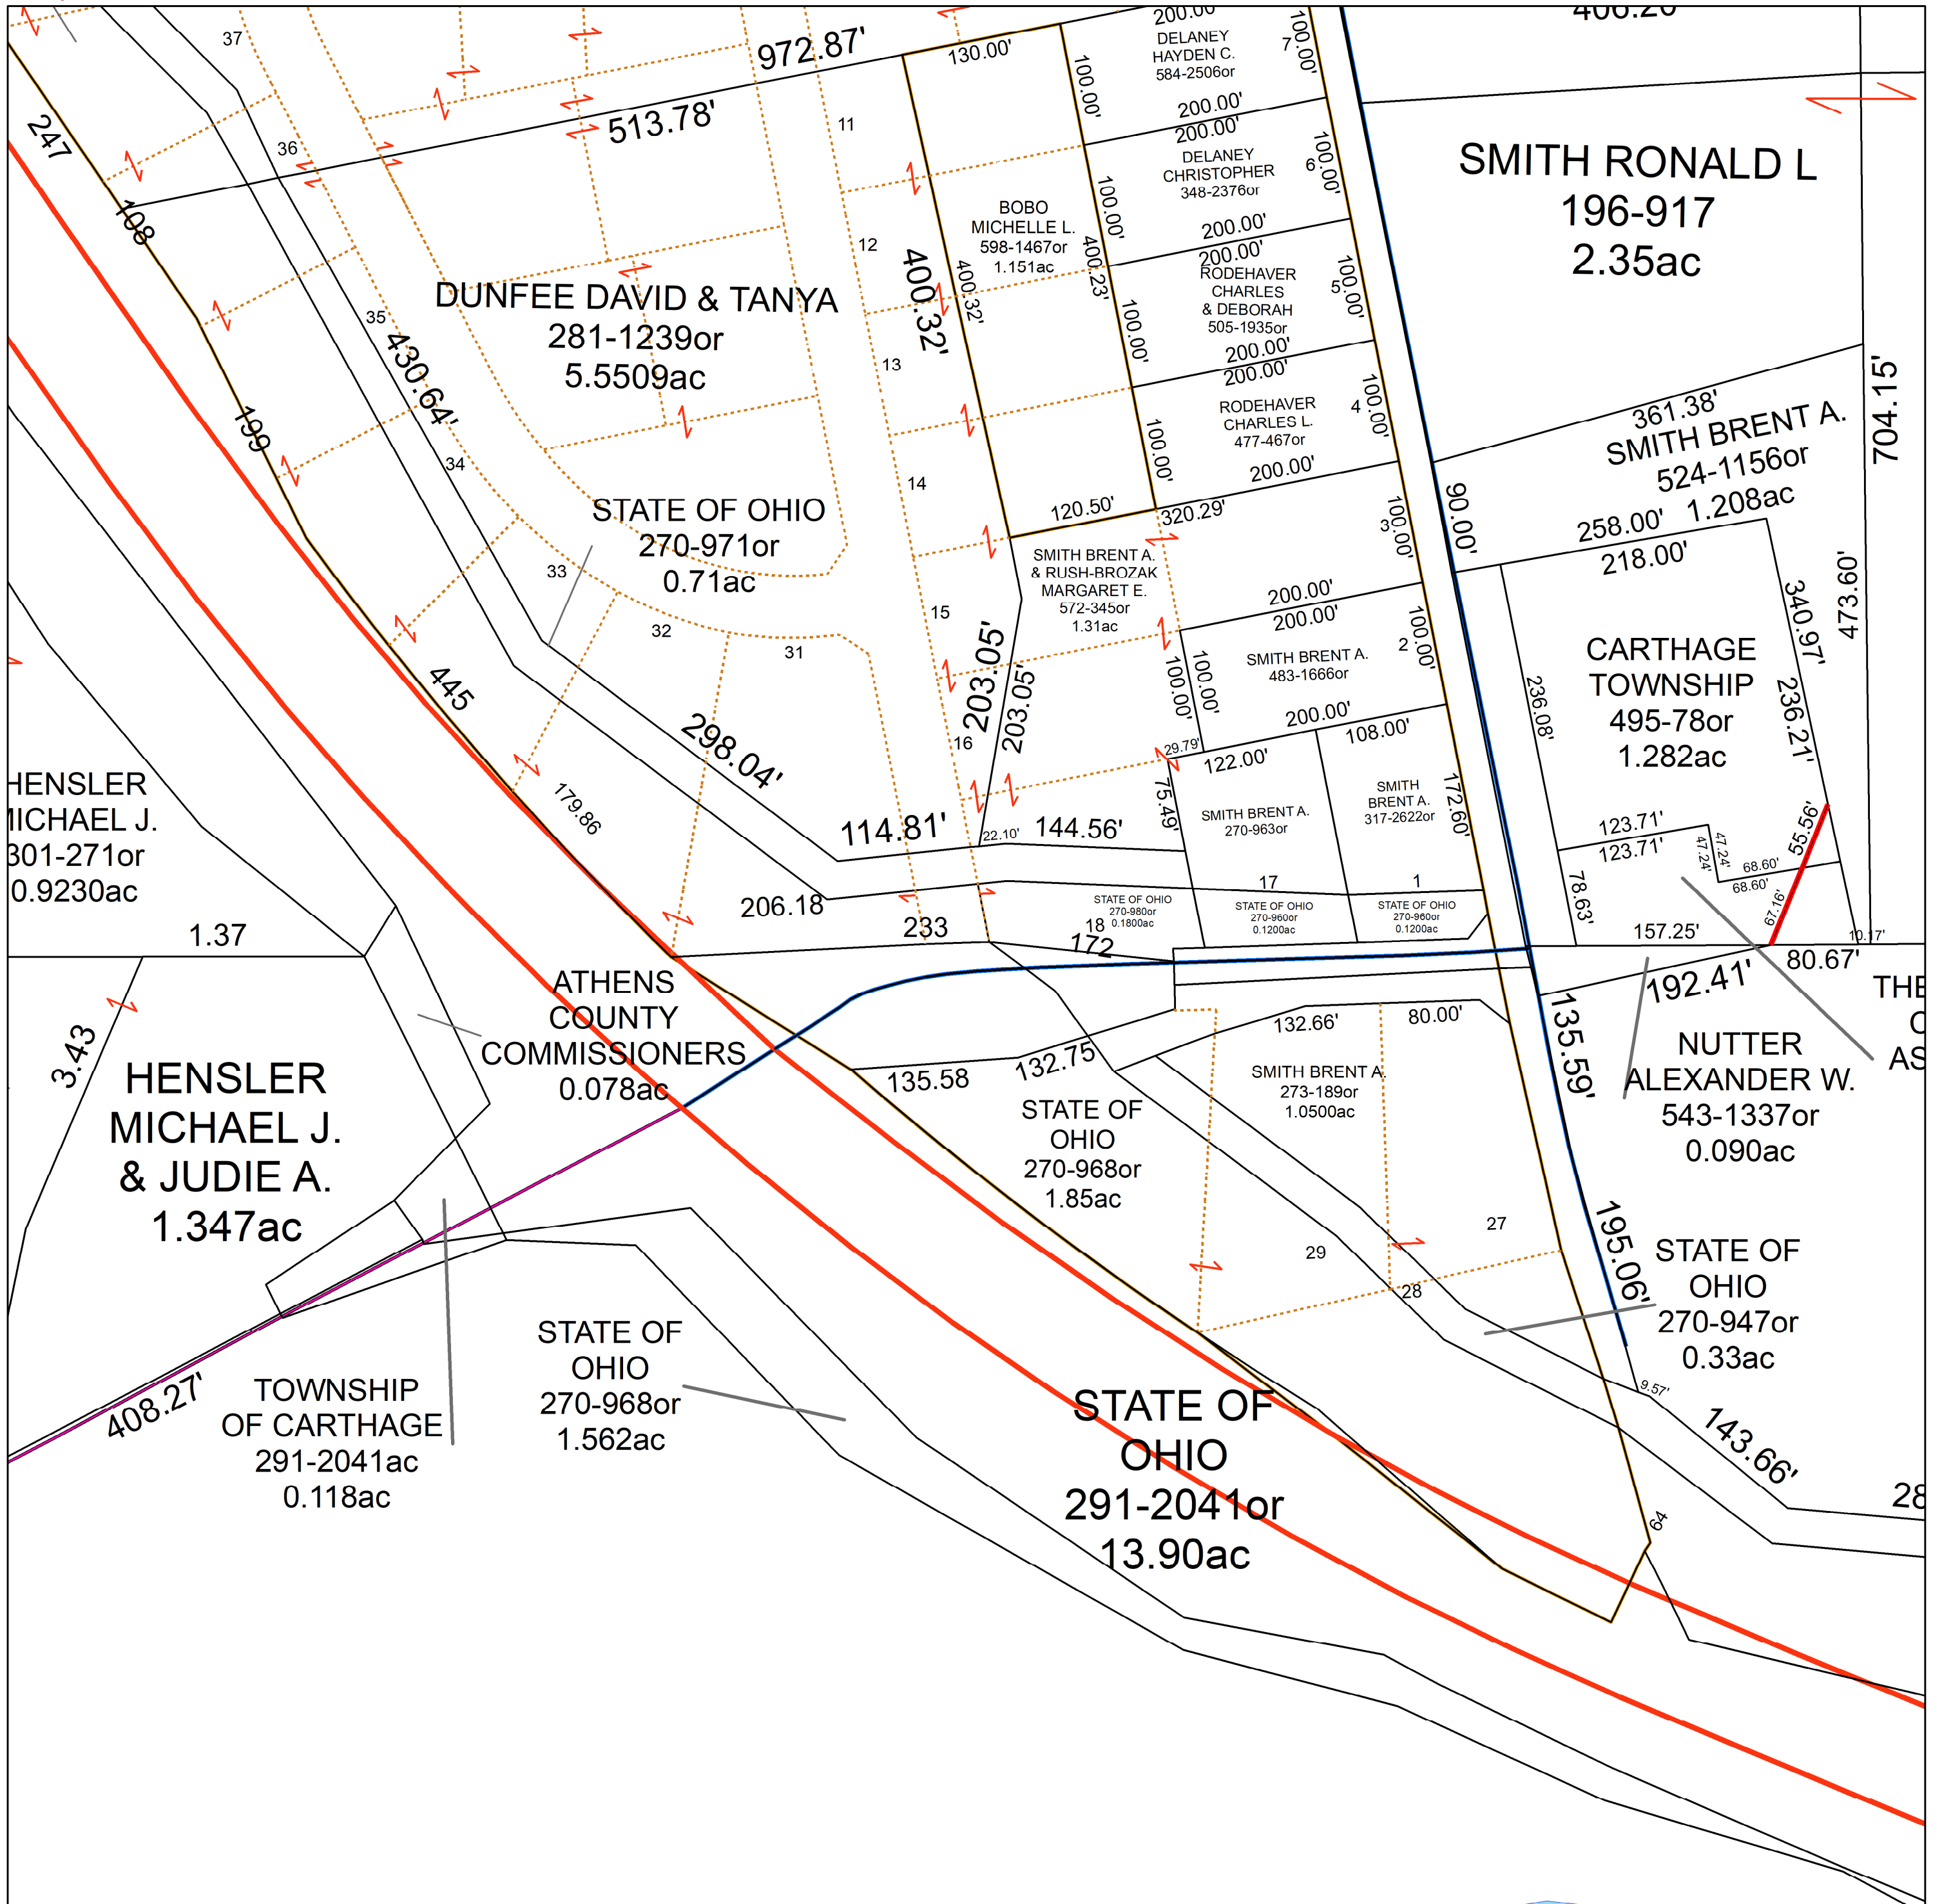 37
972.87'
130.00'
200.00'
DELANEY
HAYDEN C.
584-2506or
7
100.00'
406.20
247
36
513.78'
11
100.00'
200.00'
200.00'
DELANEY
CHRISTOPHER
348-2376or
6
100.00'
SMITH RONALD L
196-917
2.35ac
108
BOBO
MICHELLE L.
598-1467or
1.151ac
12
400.32'
400.32'
400.23'
100.00'
200.00'
200.00'
RODEHAVER
CHARLES
& DEBORAH
505-1935or
5
100.00'
DUNFEE DAVID & TANYA
281-1239or
5.5509ac
35
430.64'
13
100.00'
200.00'
200.00'
RODEHAVER
CHARLES L.
477-467or
4
100.00'
704.15'
361.38'
SMITH BRENT A.
524-1156or
1.208ac
199
34
14
100.00'
200.00'
120.50'
320.29'
3
100.00'
90.00'
258.00'
218.00'
STATE OF OHIO
270-971or
0.71ac
33
32
31
15
SMITH BRENT A.
& RUSH-BROZAK
MARGARET E.
572-345or
1.31ac
200.00'
200.00'
2
100.00'
340.97'
473.60'
445
203.05'
203.05'
100.00'
100.00'
SMITH BRENT A.
483-1666or
200.00'
236.08'
CARTHAGE
TOWNSHIP
495-78or
1.282ac
236.21'
298.04'
16
29.79'
122.00'
108.00'
179.86
75.49'
SMITH BRENT A.
270-963or
SMITH
BRENT A.
317-2622or
172.60'
114.81'
22.10'
144.56'
123.71'
123.71'
47.24'
47.24'
68.60'
68.60'
55.56'
67.16'
78.63'
HENSLER
MICHAEL J.
301-271or
0.9230ac
17
1
206.18
233
STATE OF OHIO
270-980or
0.1800ac
18
172
STATE OF OHIO
270-960or
0.1200ac
STATE OF OHIO
270-960or
0.1200ac
157.25'
10.17'
1.37
192.41'
80.67'
THE
AS
ATHENS
COUNTY
COMMISSIONERS
0.078ac
135.58
132.75
132.66'
80.00'
135.59'
NUTTER
ALEXANDER W.
543-1337or
0.090ac
3.43
HENSLER
MICHAEL J.
& JUDIE A.
1.347ac
SMITH BRENT A.
273-189or
1.0500ac
STATE OF
OHIO
270-968or
1.85ac
29
28
27
195.06'
STATE OF
OHIO
270-947or
0.33ac
9.57'
408.27'
TOWNSHIP
OF CARTHAGE
291-2041ac
0.118ac
STATE OF
OHIO
270-968or
1.562ac
STATE OF
OHIO
291-2041or
13.90ac
143.66'
28
64